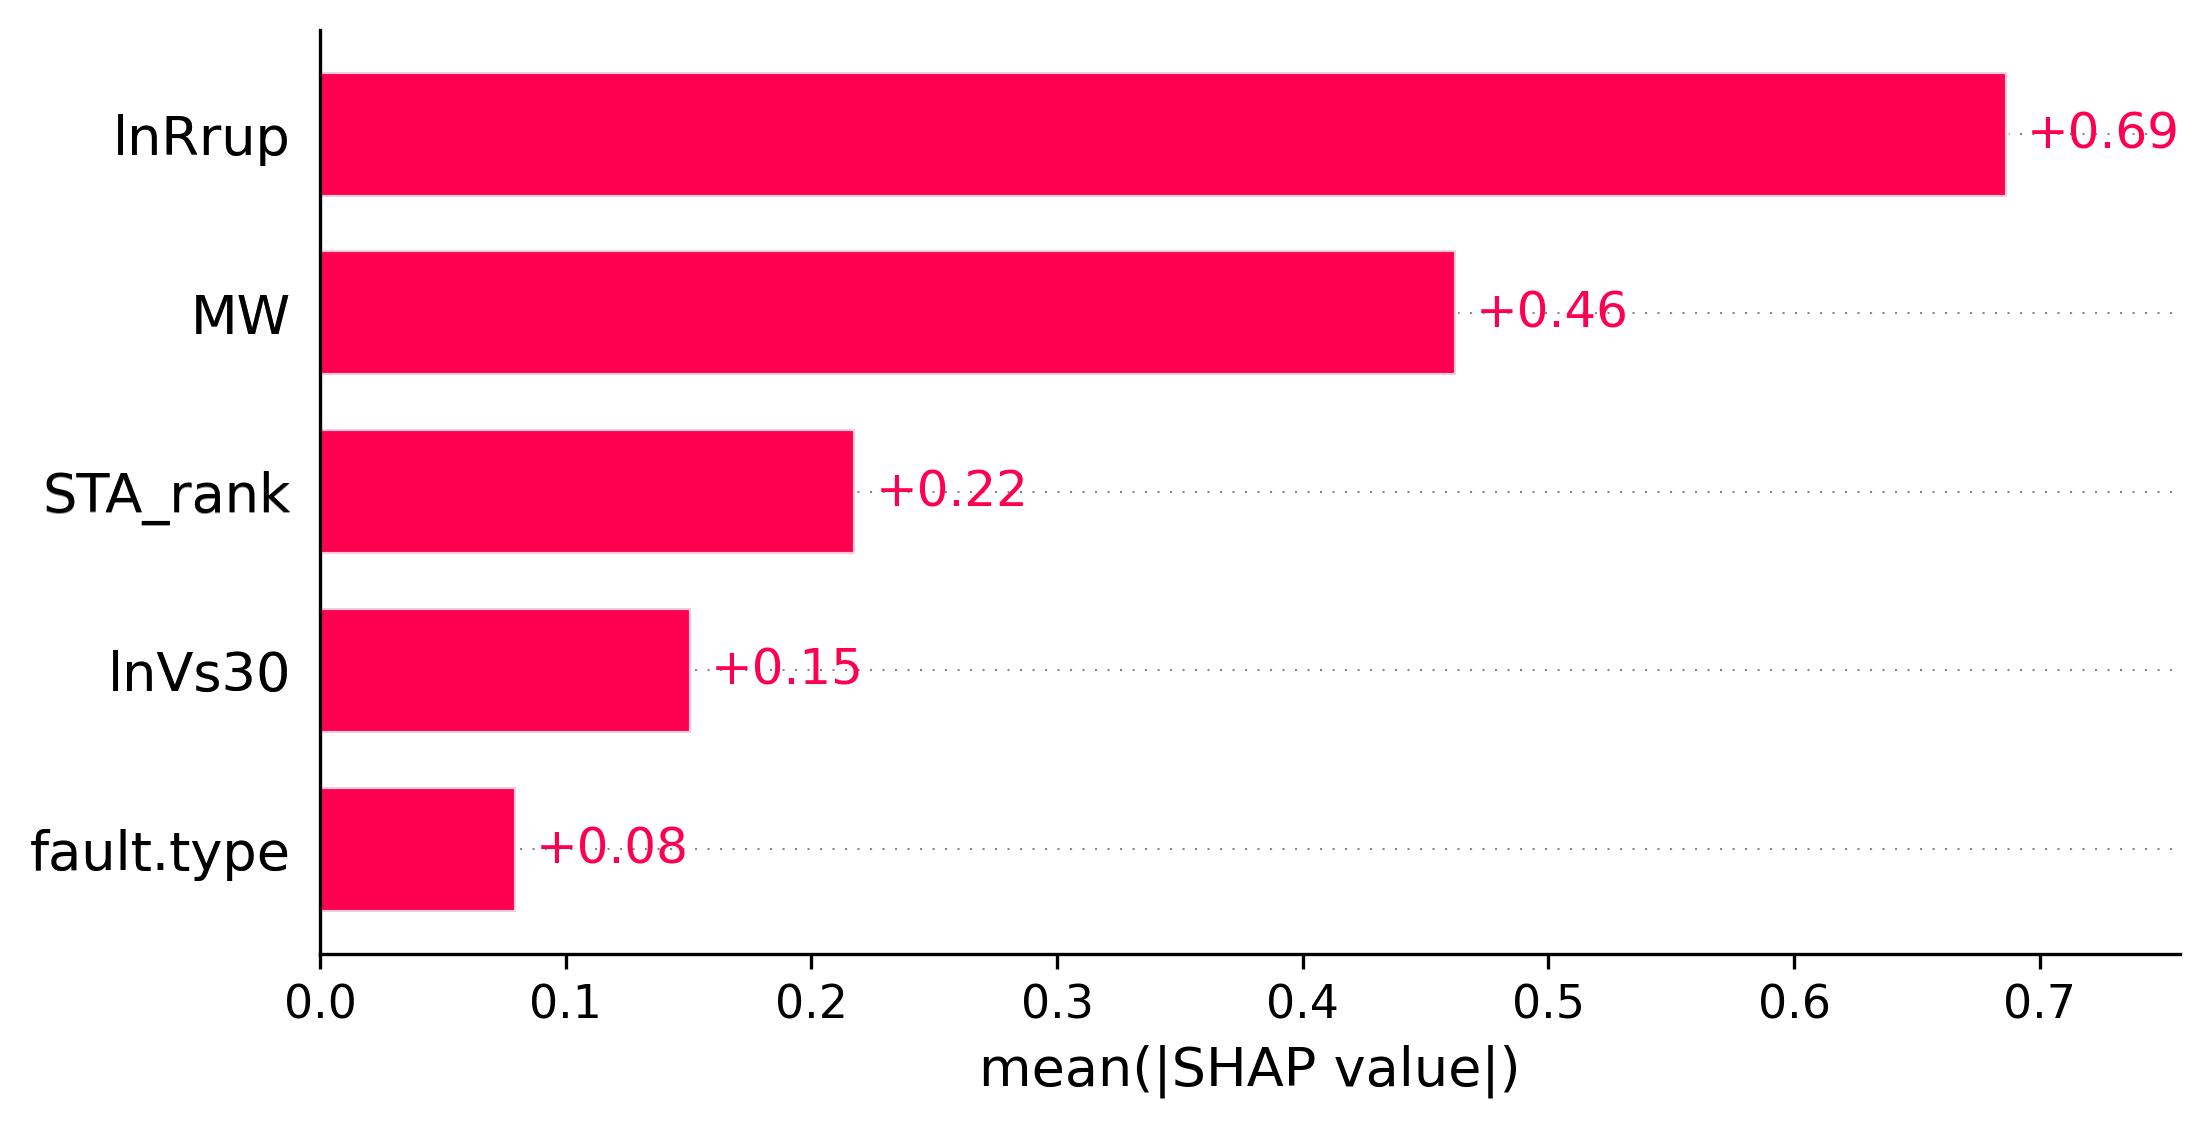 lnRrup +0.69
MW +0.46
STA_rank +0.22
lnVs30 +0.15
fault.type +0.08
0.0 0.1 0.2 0.3 0.4 0.5 0.6 0.7
mean(|SHAP value|)